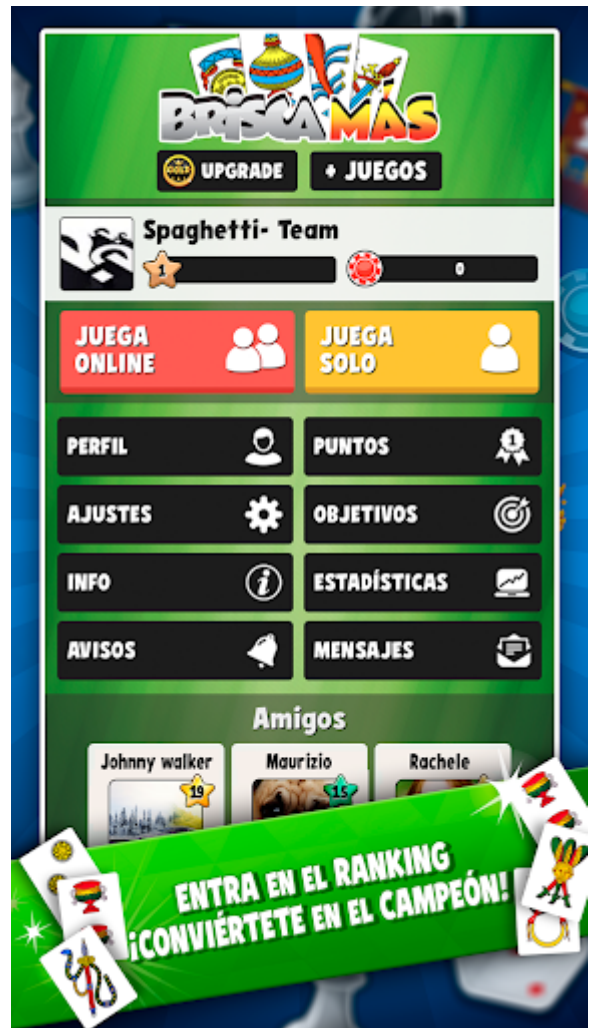 BRISCA MÁS
GOLD
UPGRADE
+ JUEGOS
Spaghetti- Team
1
0
JUEGA
ONLINE
JUEGA
SOLO
PERFIL
PUNTOS
1
AJUSTES
OBJETIVOS
INFO
i
ESTADÍSTICAS
AVISOS
MENSAJES
Amigos
Johnny walker
Maurizio
Rachele
19
15
ENTRA EN EL RANKING
¡CONVIÉRTETE EN EL CAMPEÓN!